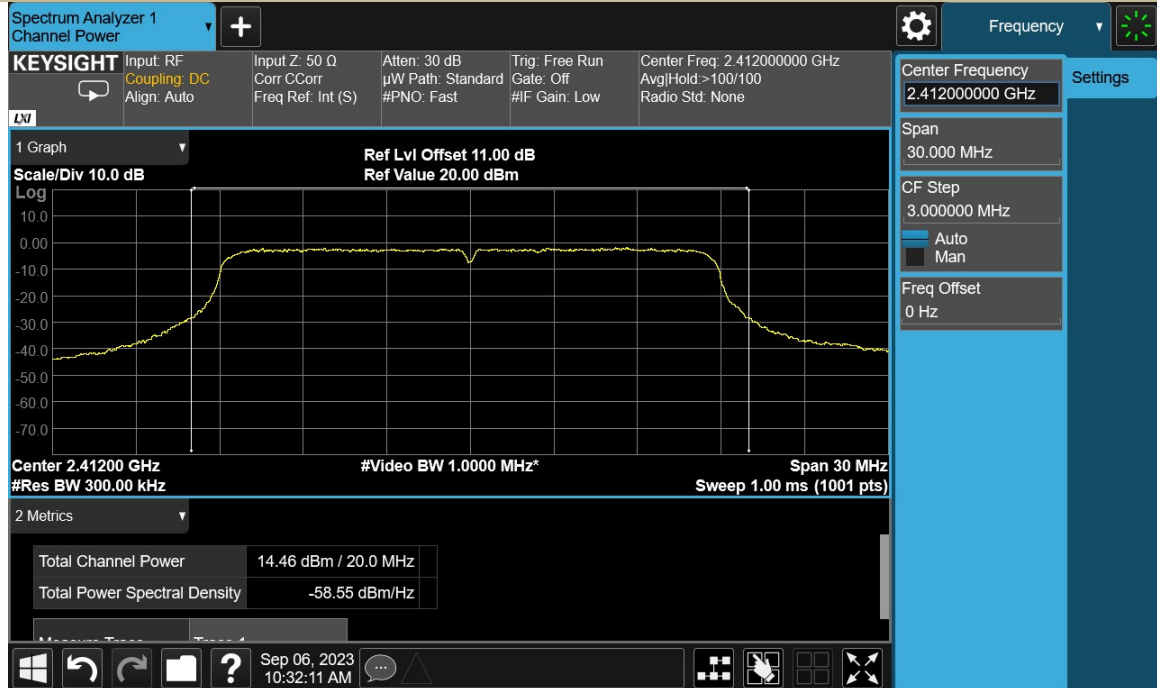 Spectrum Analyzer 1
Channel Power
Frequency
KEYSIGHT
LXI
Input: RF
Coupling: DC
Align: Auto
Input Z: 50 Ω
Corr CCorr
Freq Ref: Int (S)
Atten: 30 dB
µW Path: Standard
#PNO: Fast
Trig: Free Run
Gate: Off
#IF Gain: Low
Center Freq: 2.412000000 GHz
Avg|Hold:>100/100
Radio Std: None
Center Frequency
2.412000000 GHz
Settings
Span
30.000 MHz
CF Step
3.000000 MHz
Auto
Man
Freq Offset
0 Hz
1 Graph
Scale/Div 10.0 dB
Ref Lvl Offset 11.00 dB
Ref Value 20.00 dBm
Log
10.0
0.00
-10.0
-20.0
-30.0
-40.0
-50.0
-60.0
-70.0
Center 2.41200 GHz
#Video BW 1.0000 MHz*
Span 30 MHz
#Res BW 300.00 kHz
Sweep 1.00 ms (1001 pts)
2 Metrics
Total Channel Power
14.46 dBm / 20.0 MHz
Total Power Spectral Density
-58.55 dBm/Hz
?
Sep 06, 2023
10:32:11 AM